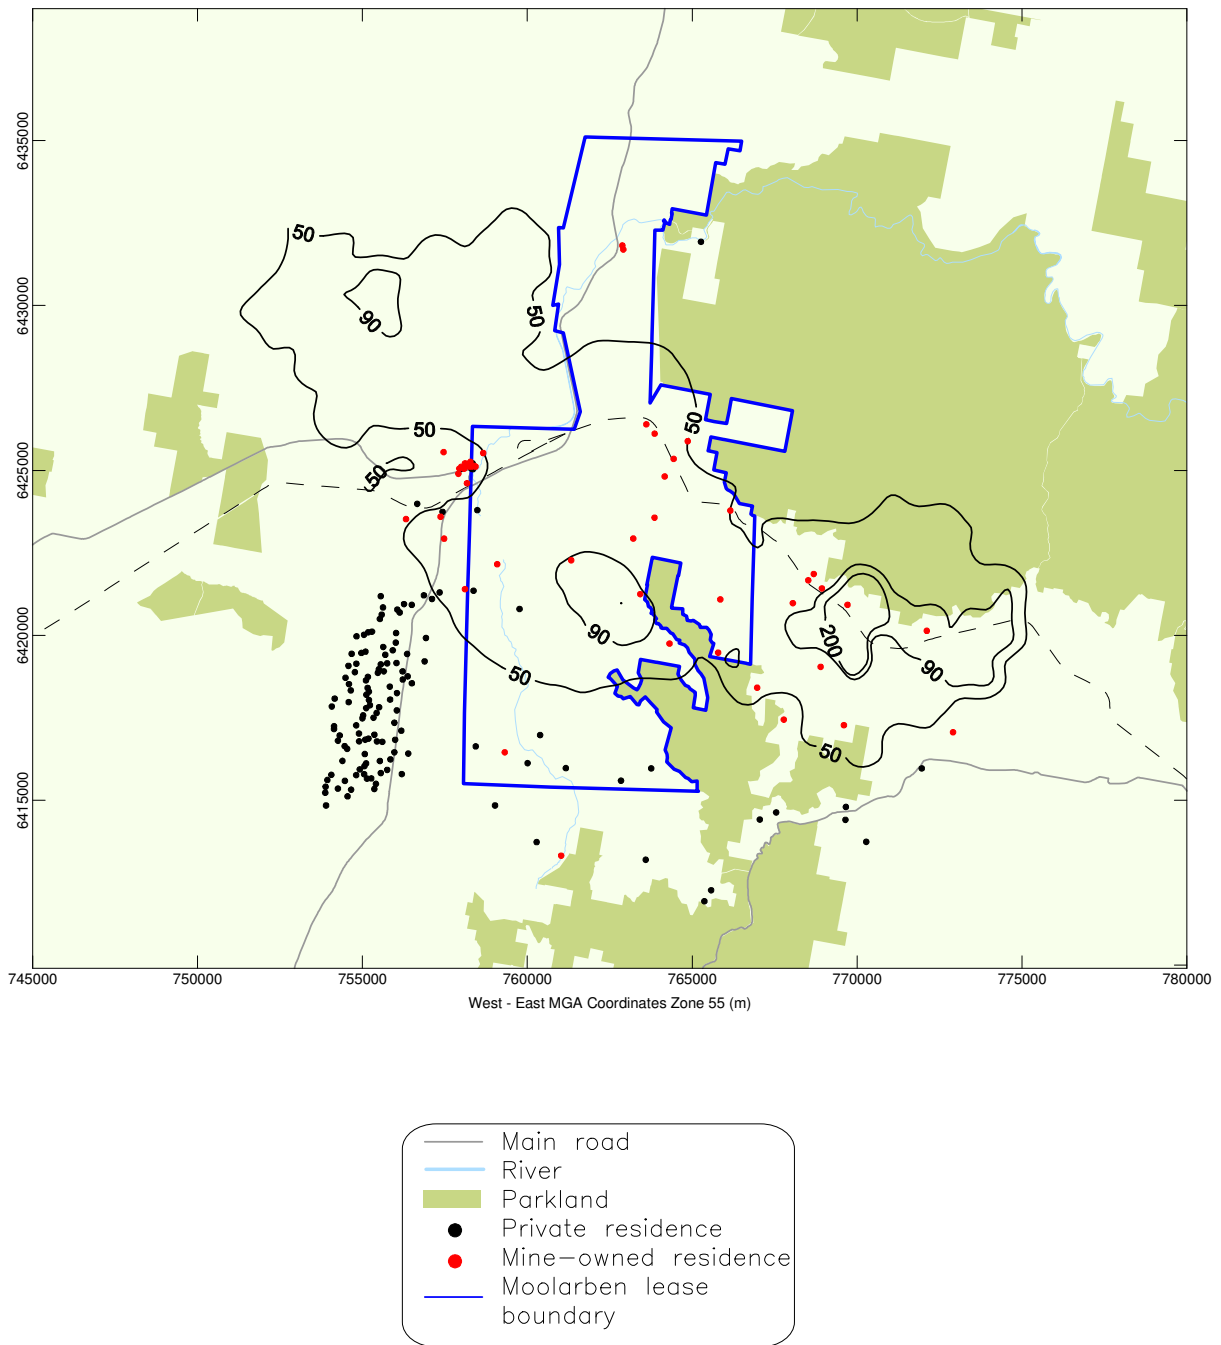 6435000
50
50
6430000
90
50
50
6425000
50
90
200
6420000
90
50
50
6415000
745000 750000 755000 760000 765000 770000 775000 780000
West - East MGA Coordinates Zone 55 (m)
Main road
River
Parkland
Private residence
Mine-owned residence
Moolarben lease
boundary